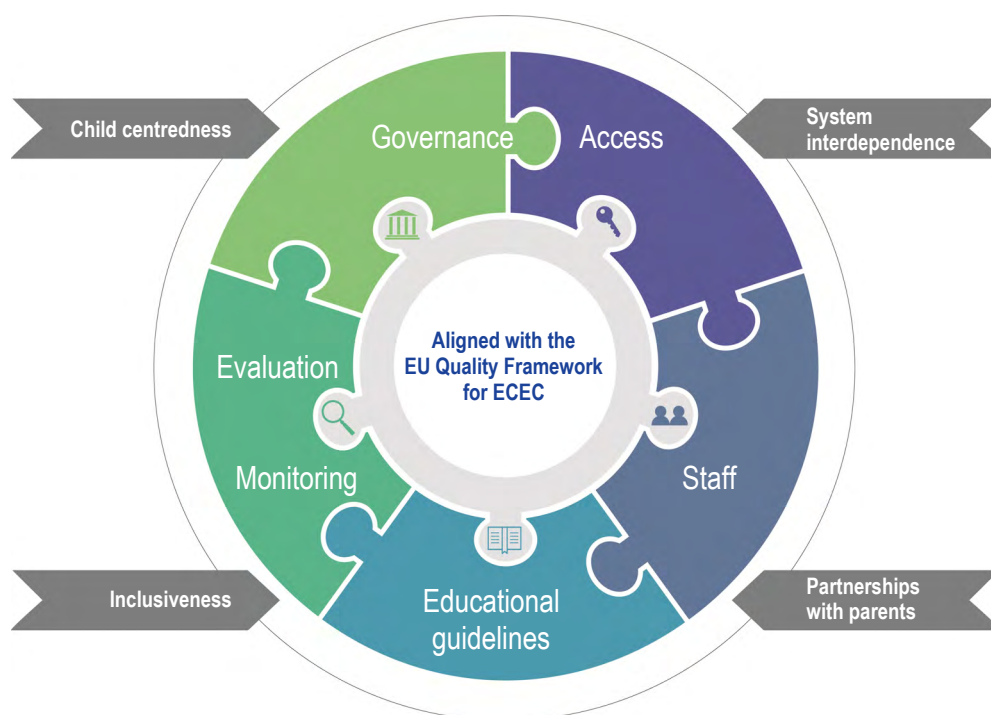 Child centredness
Governance
Access
System
interdependence
Aligned with the
EU Quality Framework
for ECEC
Evaluation
Monitoring
Staff
Educational
guidelines
Inclusiveness
Partnerships
with parents